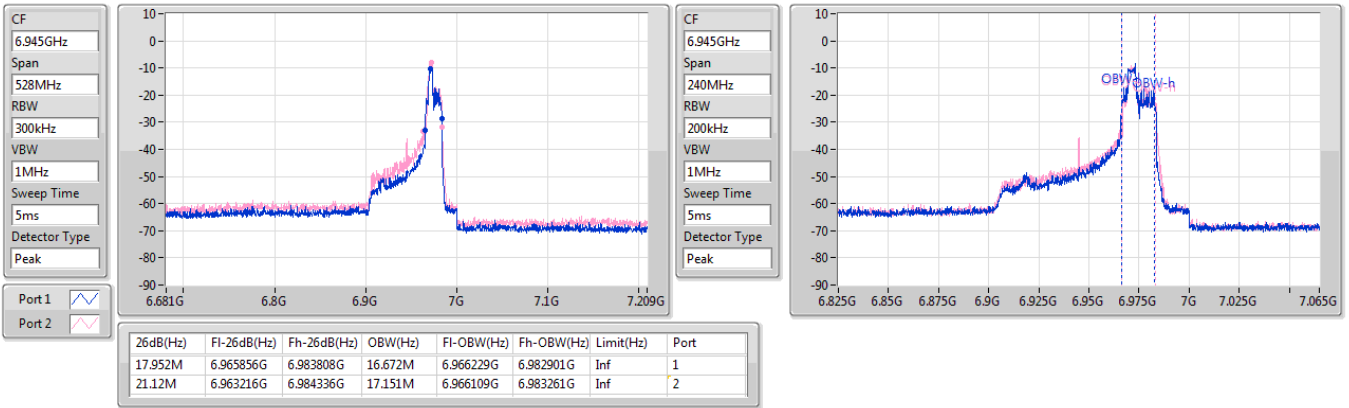 CF
6.945GHz
Span
528MHz
RBW
300kHz
VBW
1MHz
Sweep Time
5ms
Detector Type
Peak
Port 1
Port 2
10
0
-10
-20
-30
-40
-50
-60
-70
-80
-90
6.681G 6.8G 6.9G 7G 7.1G 7.209G
CF
6.945GHz
Span
240MHz
RBW
200kHz
VBW
1MHz
Sweep Time
5ms
Detector Type
Peak
10
0
-10
-20
-30
-40
-50
-60
-70
-80
-90
OBW OBW-h
6.825G 6.85G 6.875G 6.9G 6.925G 6.95G 6.975G 7G 7.025G 7.065G
26dB(Hz) Fl-26dB(Hz) Fh-26dB(Hz) OBW(Hz) Fl-OBW(Hz) Fh-OBW(Hz) Limit(Hz) Port
17.952M 6.965856G 6.983808G 16.672M 6.966229G 6.982901G Inf 1
21.12M 6.963216G 6.984336G 17.151M 6.966109G 6.983261G Inf 2